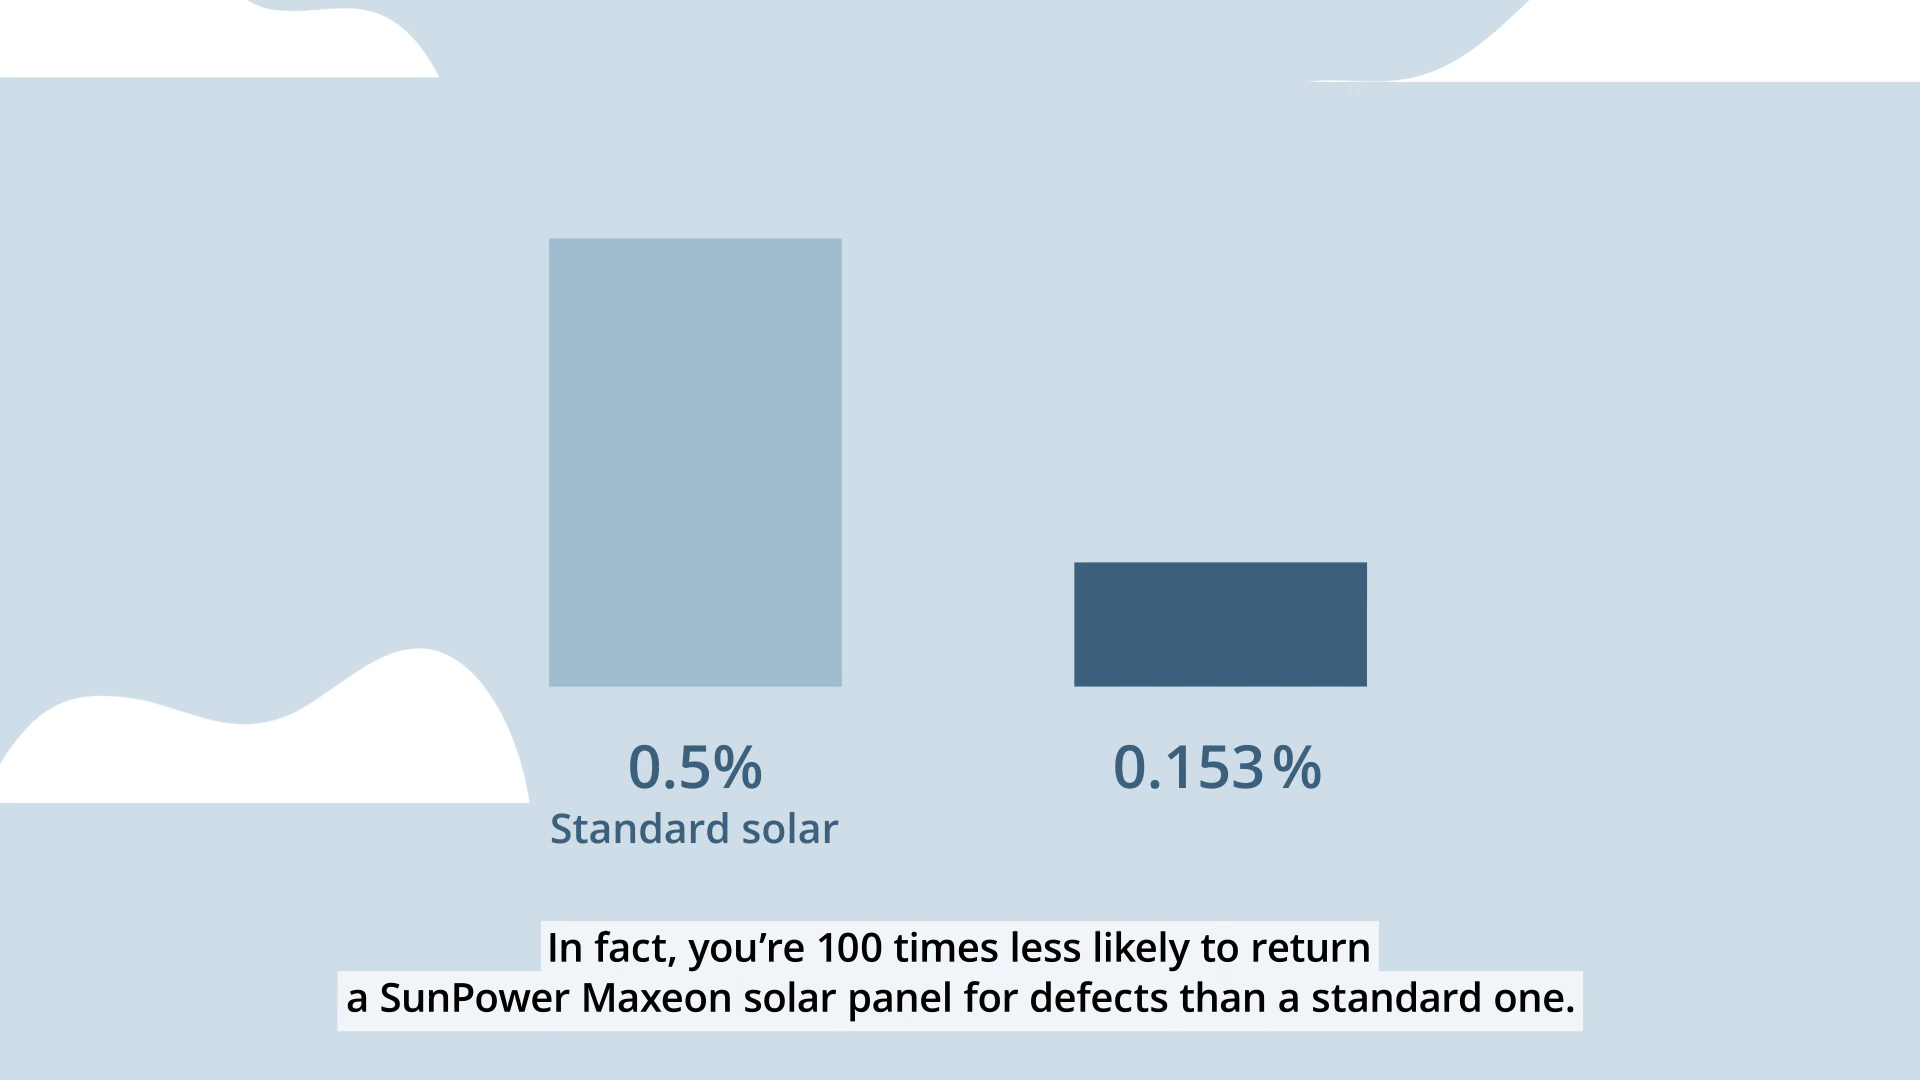 0.5%
0.153%
Standard solar
In fact, you’re 100 times less likely to return
a SunPower Maxeon solar panel for defects than a standard one.